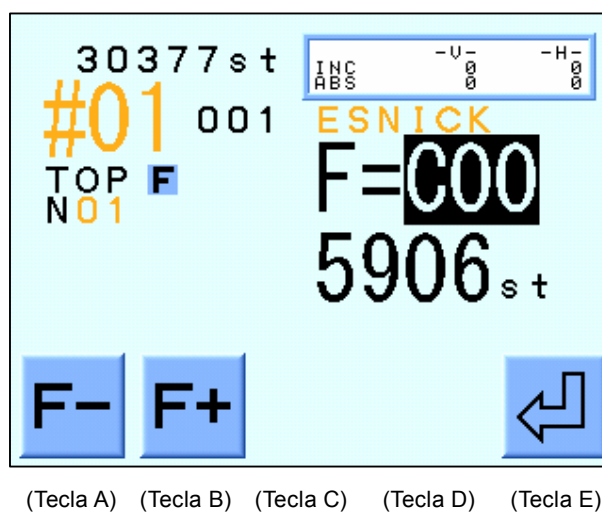 30377st
#01 001
TOP F
N01
-V- -H-
INC 0 0
ABS 0 0
ESNICK
F=C00
5906st
F- F+
(Tecla A) (Tecla B) (Tecla C) (Tecla D) (Tecla E)